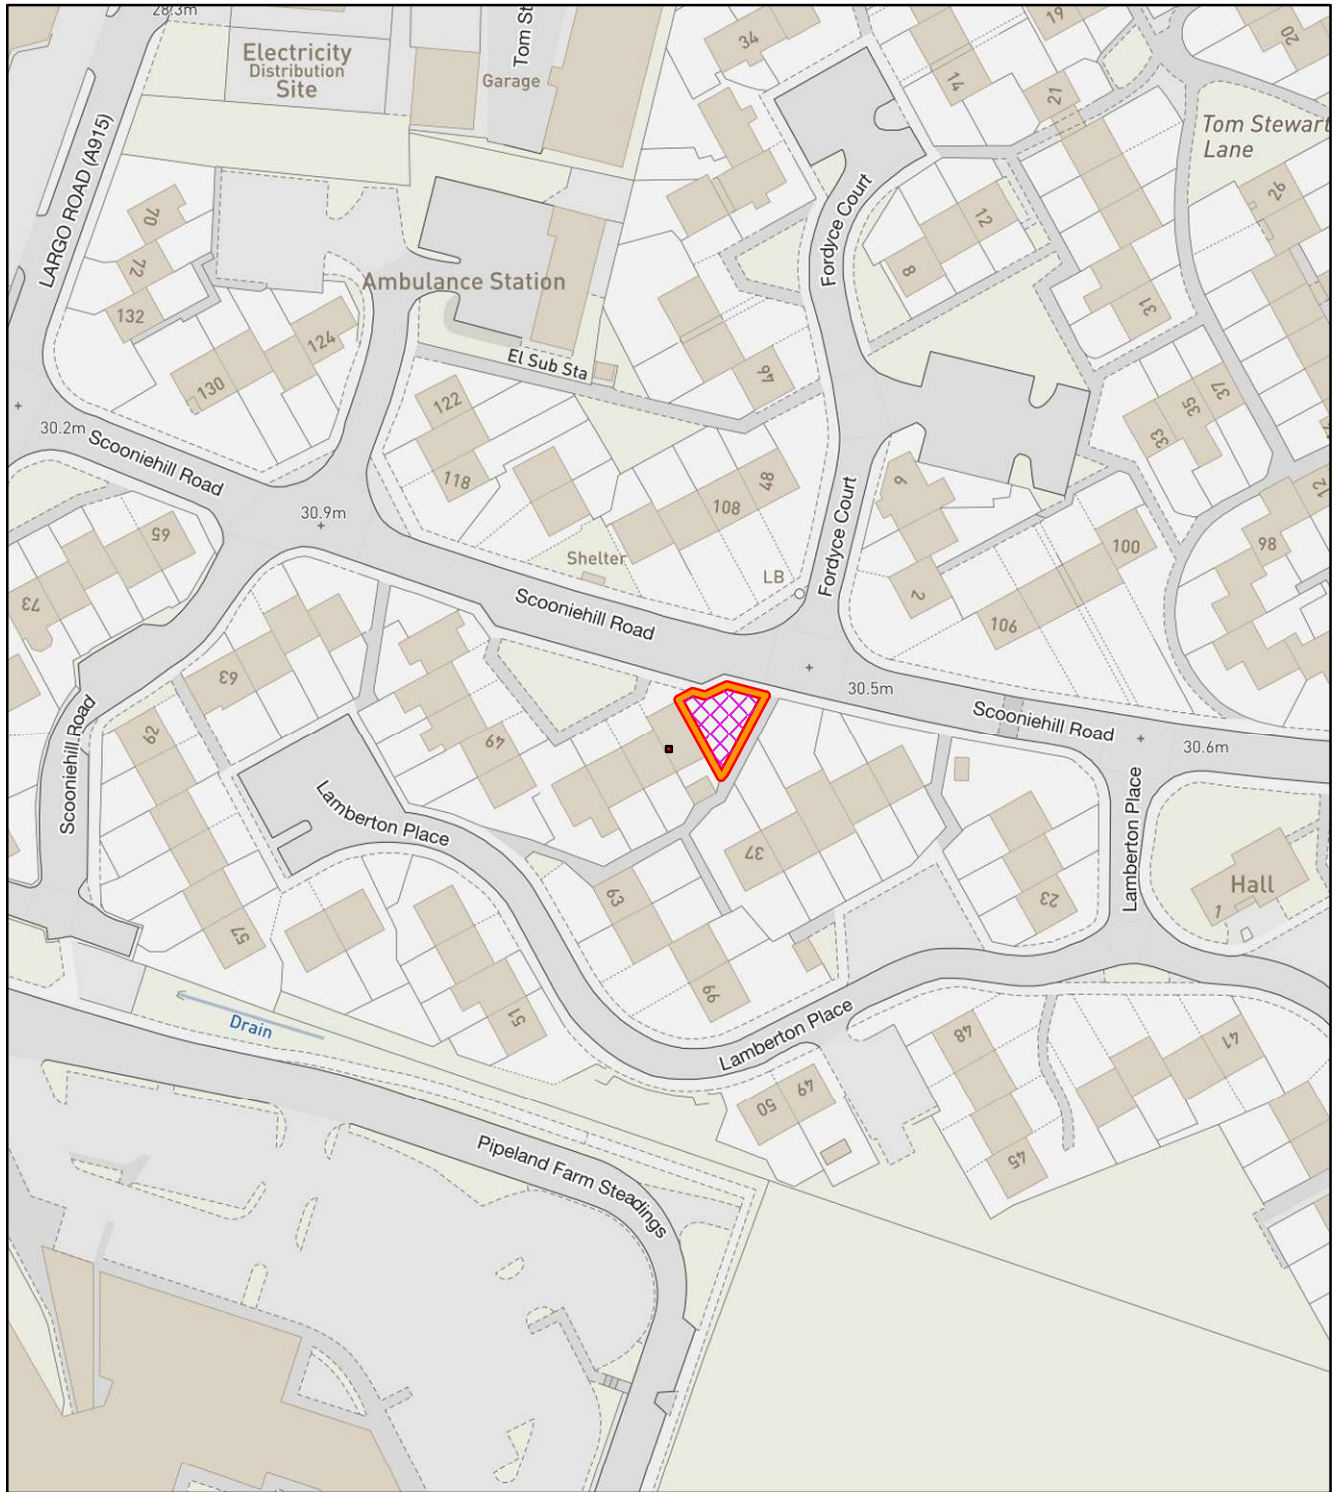 28.3m
Electricity
Distribution
Site
Tom St
Garage
34
14
19
20
21
Tom Stewart
Lane
LARGO ROAD (A915)
70
72
132
130
124
Ambulance Station
El Sub Sta
Fordyce Court
12
8
26
31
46
122
118
37
35
33
30.2m
Scooniehill Road
30.9m
48
108
6
100
98
12
Shelter
LB
Fordyce Court
2
106
65
73
Scooniehill Road
63
30.5m
Scooniehill Road
30.6m
62
Scooniehill Road
49
Lamberton Place
Lamberton Place
37
Hall
1
23
63
57
66
51
Drain
Lamberton Place
48
41
50
49
45
Pipeland Farm Steadings